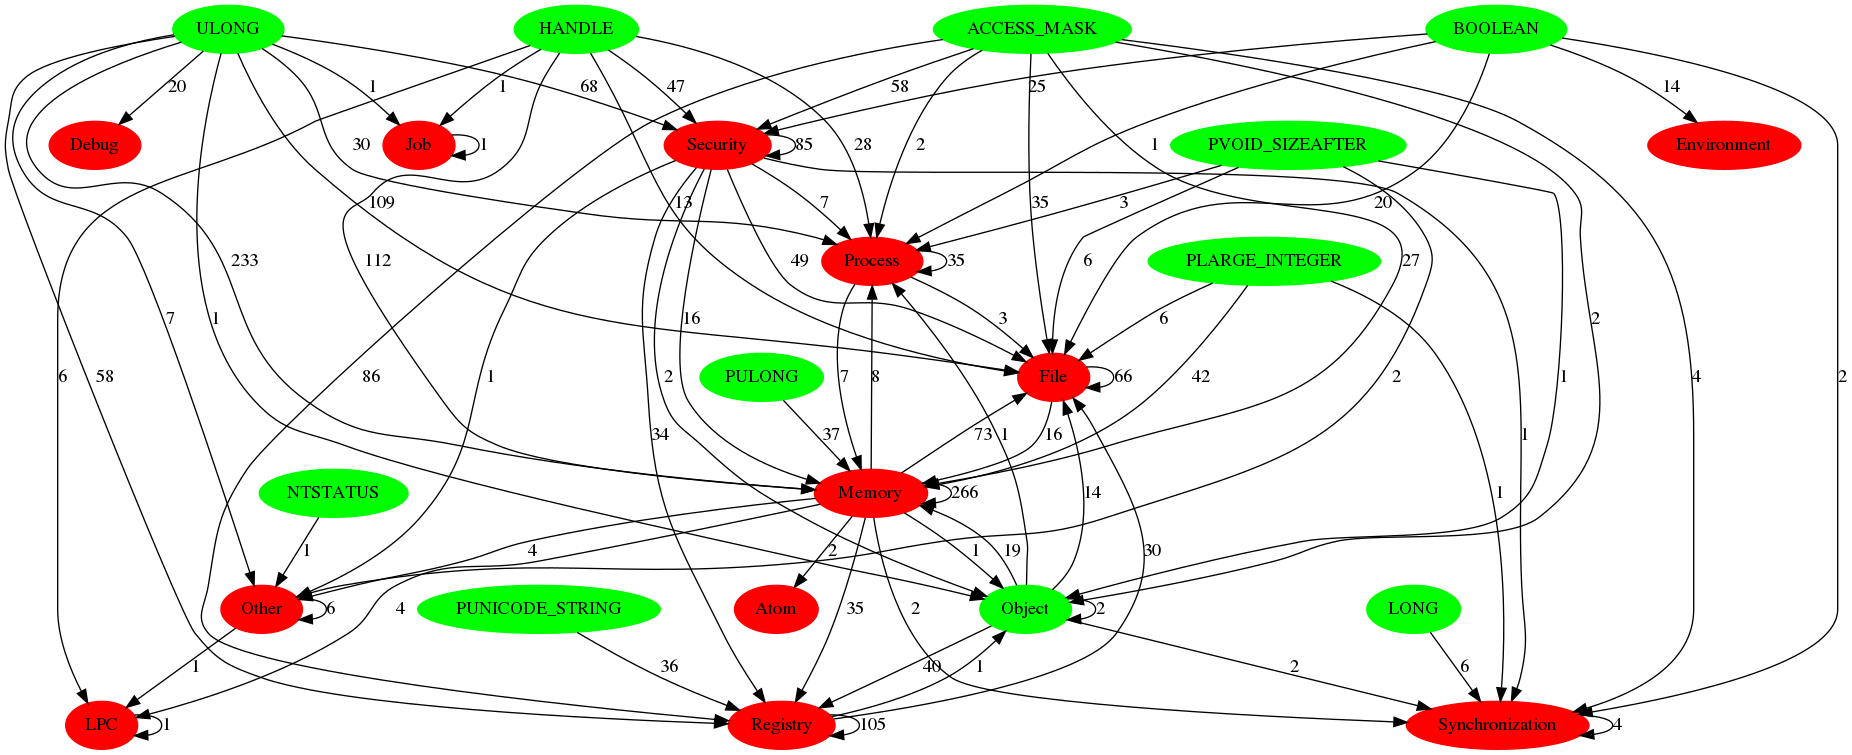 ULONG HANDLE ACCESS_MASK BOOLEAN
20 1 1 68 47 58 25 14
Debug Job 1 Security 85 PVOID_SIZEAFTER Environment
30 28 2 1
109 13 7 35 3 20
233 112 49 Process 35 6 PLARGE_INTEGER 27
7 1 16 3 6 2
6 58 86 1 PULONG 7 8 File 66 42 2 1 4 2
34 2 37 73 16 1 1
NTSTATUS Memory 266 14 1
1 4 2 1 19 30
Other 6 PUNICODE_STRING Atom Object 2 LONG
4 35 2
1 36 40 1 2 6
LPC 1 Registry 105 Synchronization 4